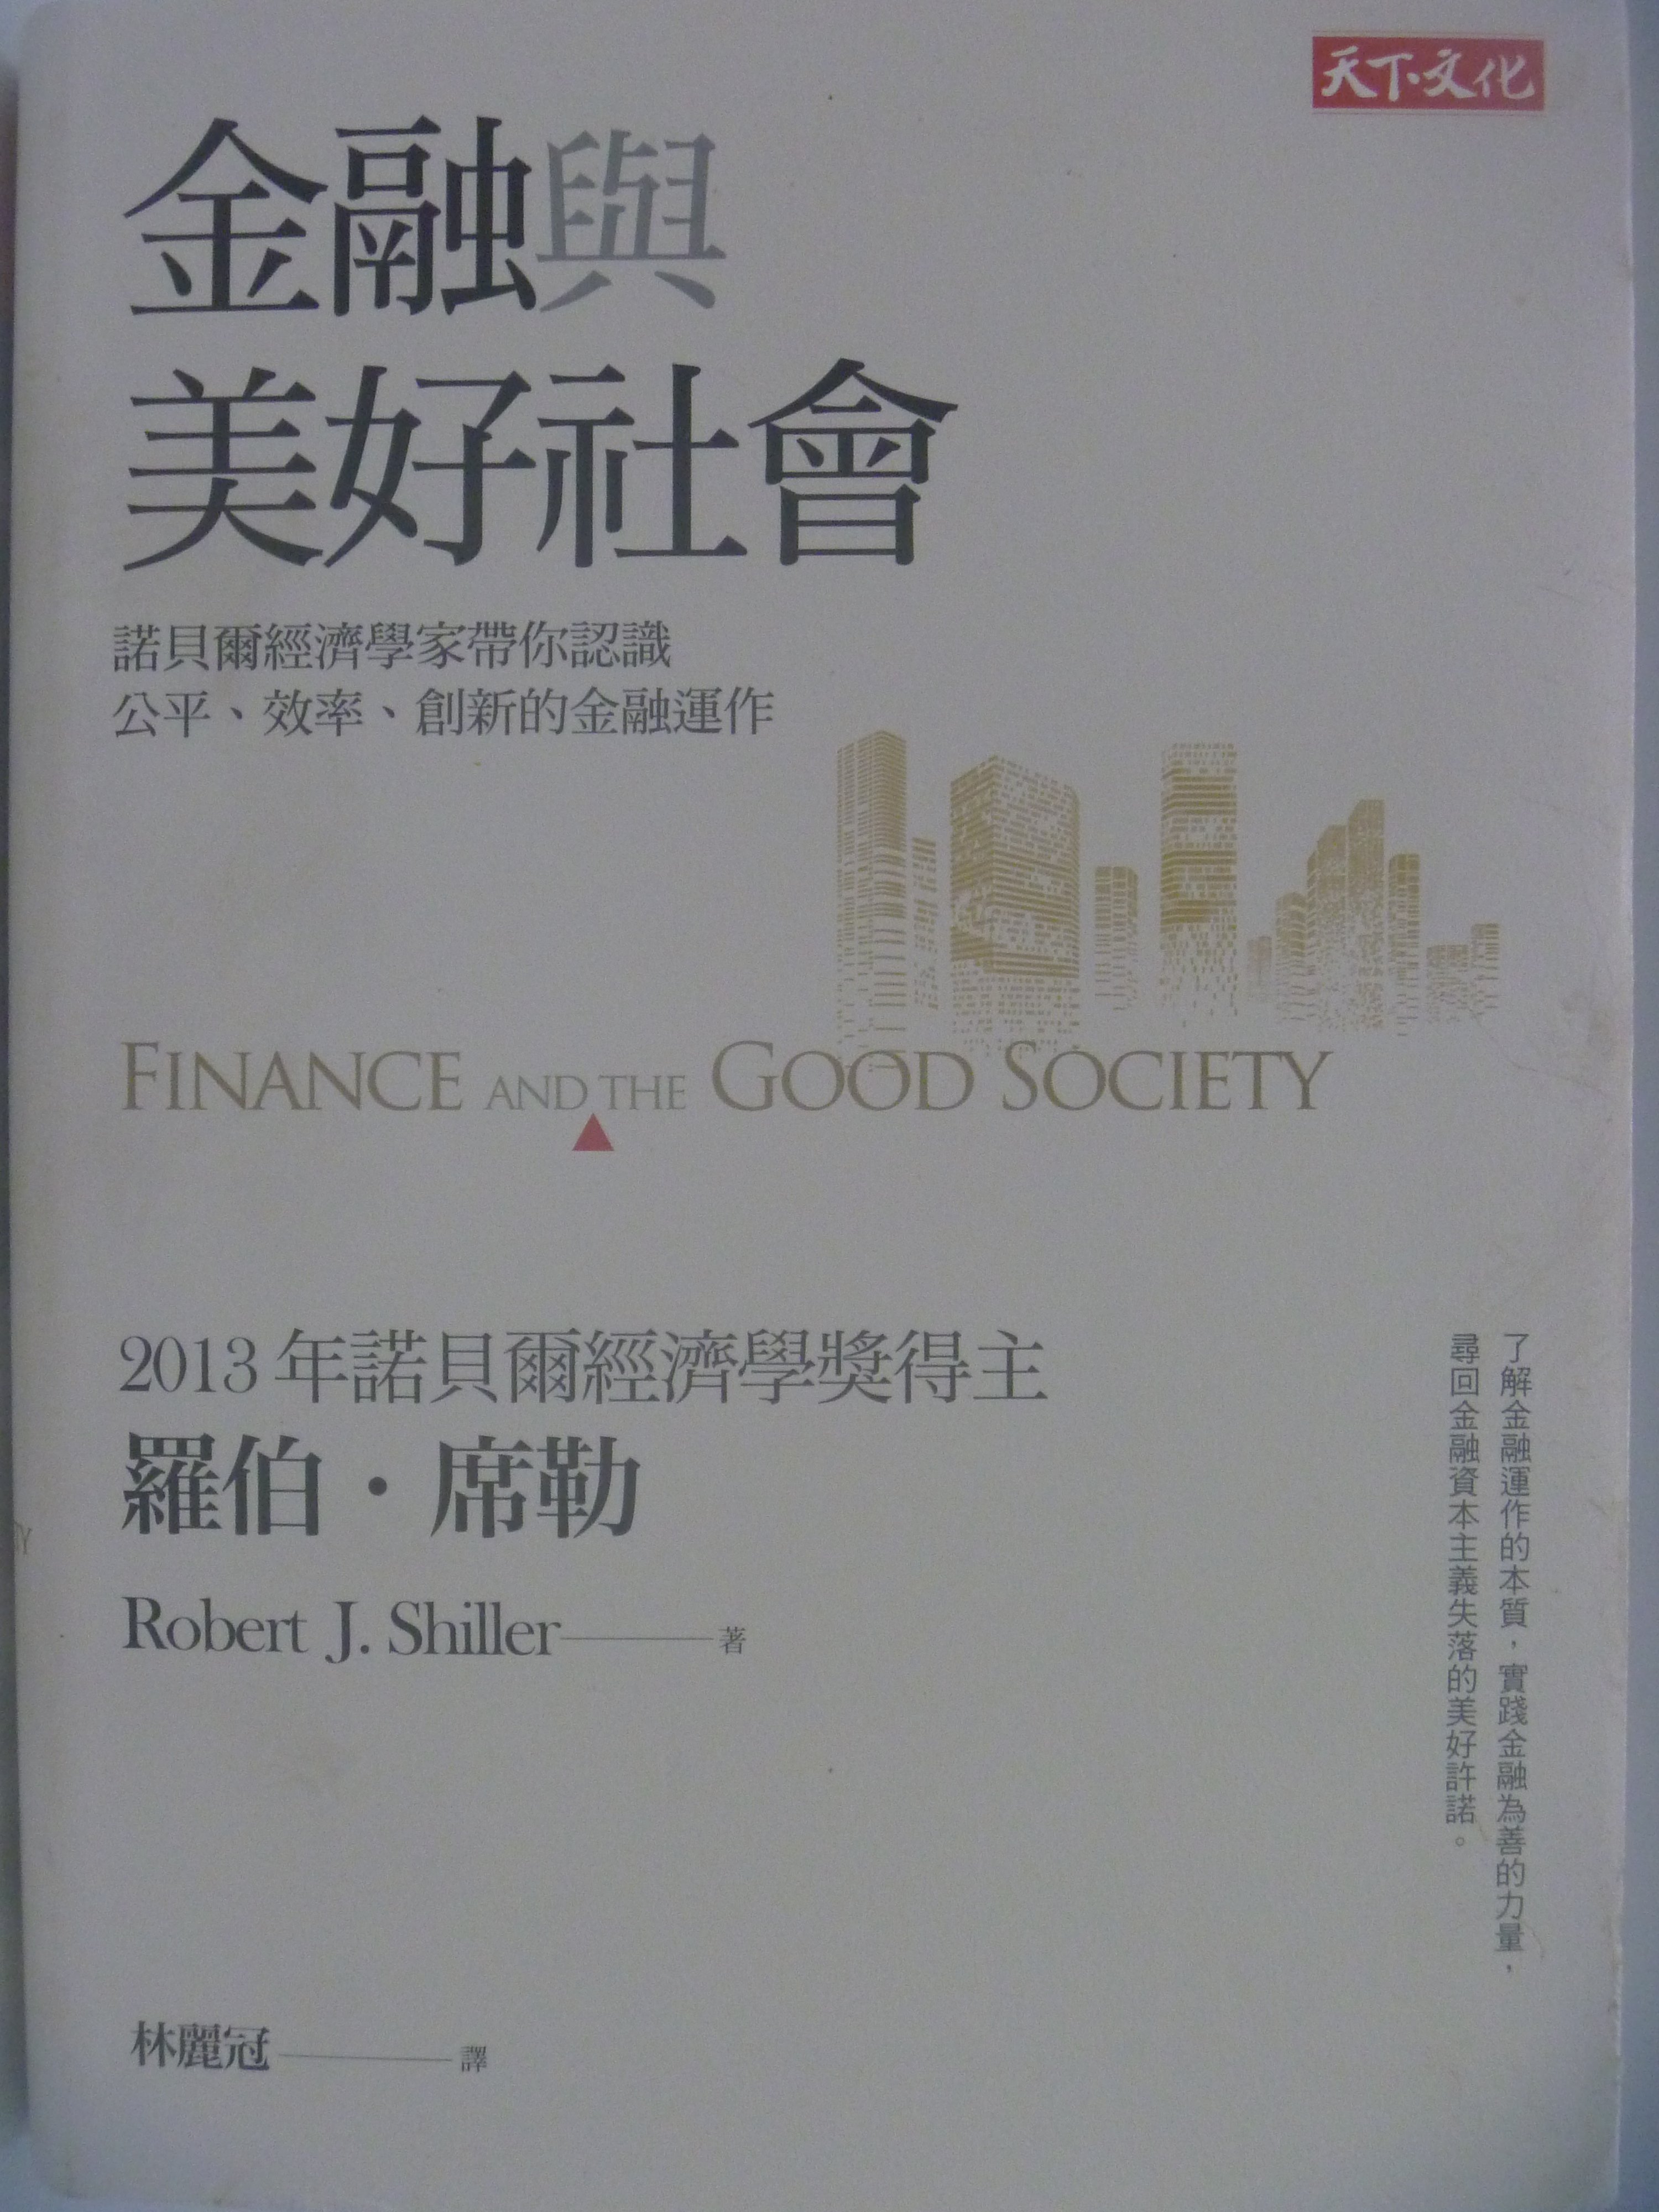 天下文化
金融與
美好社會
諾貝爾經濟學家帶你認識
公平、效率、創新的金融運作
FINANCE AND THE GOOD SOCIETY
2013年諾貝爾經濟學獎得主
羅伯・席勒
Robert J. Shiller──著
了解金融運作的本質，實踐金融為善的力量，
尋回金融資本主義失落的美好許諾。
林麗冠──譯